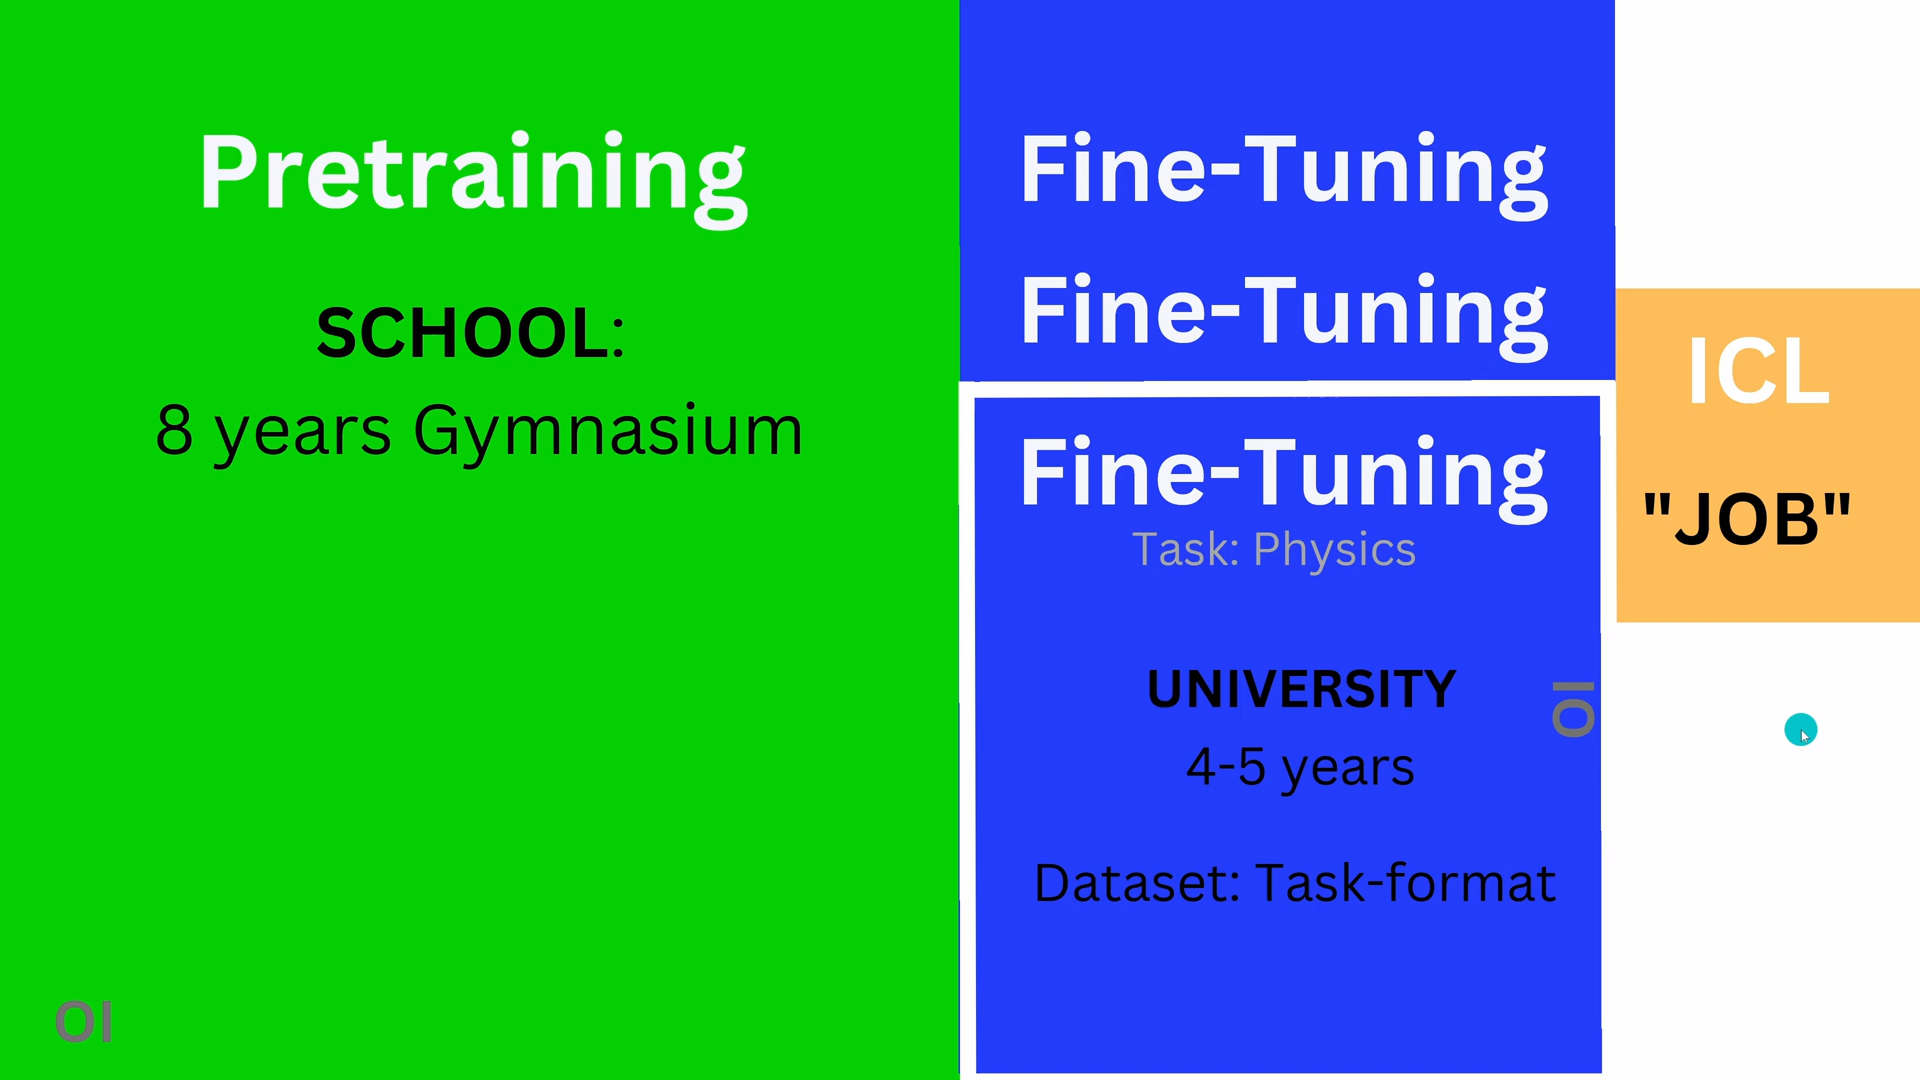 Pretraining
SCHOOL:
8 years Gymnasium
OI
Fine-Tuning
Fine-Tuning
Fine-Tuning
Task: Physics
UNIVERSITY
4-5 years
Dataset: Task-format
OI
ICL
"JOB"